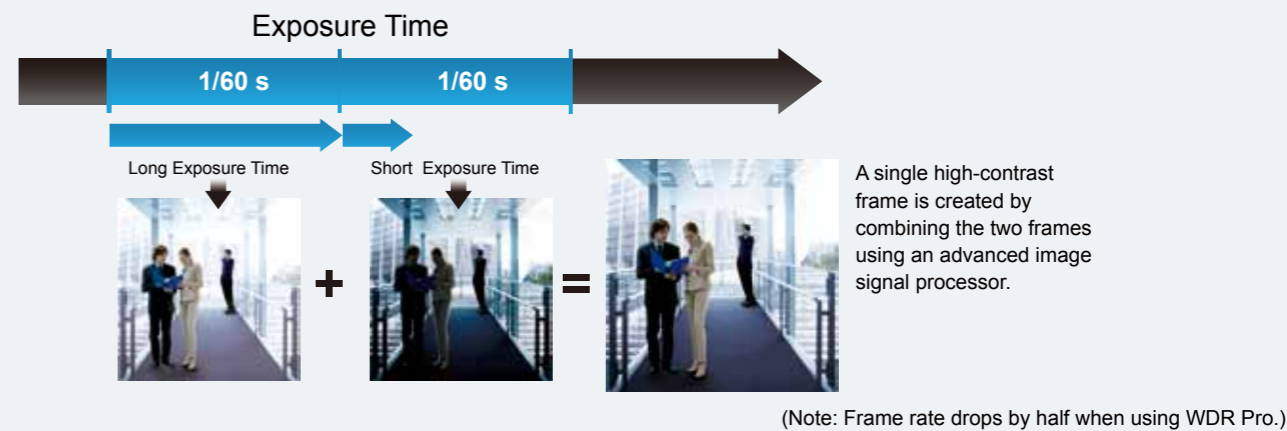 Exposure Time
1/60 s 1/60 s
Long Exposure Time Short Exposure Time
A single high-contrast
frame is created by
combining the two frames
using an advanced image
signal processor.
+ =
(Note: Frame rate drops by half when using WDR Pro.)